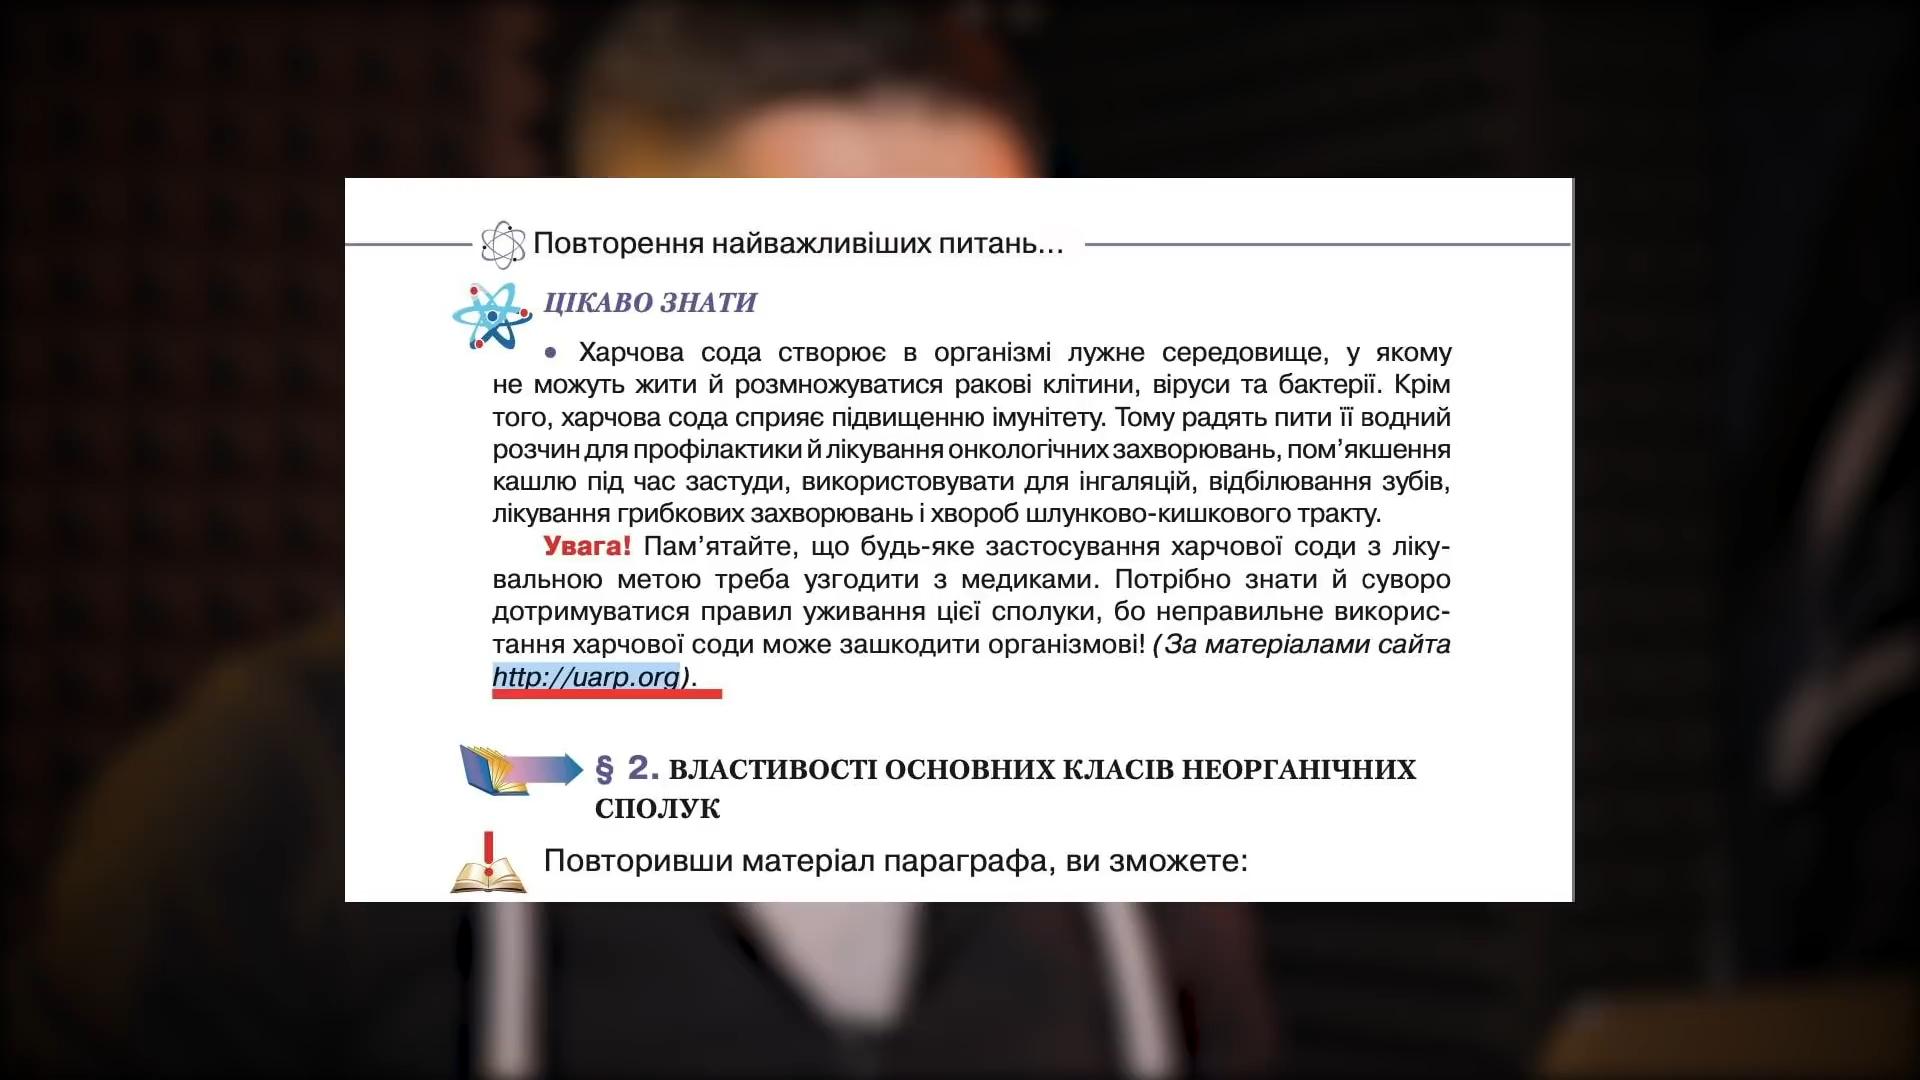 Повторення найважливіших питань...
ЦІКАВО ЗНАТИ
• Харчова сода створює в організмі лужне середовище, у якому
не можуть жити й розмножуватися ракові клітини, віруси та бактерії. Крім
того, харчова сода сприяє підвищенню імунітету. Тому радять пити її водний
розчин для профілактики й лікування онкологічних захворювань, пом’якшення
кашлю під час застуди, використовувати для інгаляцій, відбілювання зубів,
лікування грибкових захворювань і хвороб шлунково-кишкового тракту.
Увага! Пам’ятайте, що будь-яке застосування харчової соди з ліку-
вальною метою треба узгодити з медиками. Потрібно знати й суворо
дотримуватися правил уживання цієї сполуки, бо неправильне викорис-
тання харчової соди може зашкодити організмові! (За матеріалами сайта
http://uarp.org).
§ 2. ВЛАСТИВОСТІ ОСНОВНИХ КЛАСІВ НЕОРГАНІЧНИХ
СПОЛУК
Повторивши матеріал параграфа, ви зможете: